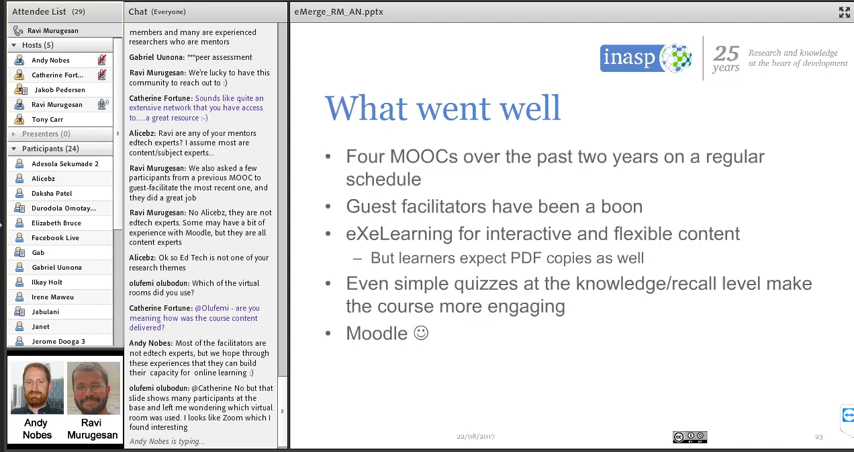 Attendee List (29)
Ravi Murugesan
Hosts (5)
Andy Nobes
Catherine Fort...
Jakob Pedersen
Ravi Murugesan
Tony Carr
Presenters (0)
Participants (24)
Adesola Sekumade 2
Alicebz
Daksha Patel
Durodola Omotay...
Elizabeth Bruce
Facebook Live
Gab
Gabriel Uunona
Ilkay Holt
Irene Maweu
Jabulani
Janet
Jerome Dooga 3
Andy
Nobes
Ravi
Murugesan
Chat (Everyone)
members and many are experienced
researchers who are mentors
Gabriel Uunona: ""peer assessment
Ravi Murugesan: We're lucky to have this
community to reach out to :)
Catherine Fortune: Sounds like quite an
extensive network that you have access
to.....a great resource :-)
Alicebz: Ravi are any of your mentors
edtech experts? I assume most are
content/subject experts...
Ravi Murugesan: We also asked a few
participants from a previous MOOC to
guest-facilitate the most recent one, and
they did a great job
Ravi Murugesan: No Alicebz, they are not
edtech experts. Some may have a bit of
experience with Moodle, but they are all
content experts
Alicebz: Ok so Ed Tech is not one of your
research themes
olufemi olubodun: Which of the virtual
rooms did you use?
Catherine Fortune: @Olufemi - are you
meaning how was the course content
delivered?
Andy Nobes: Most of the facilitators are
not edtech experts, but we hope through
these experiences that they can build
their capacity for online learning :)
olufemi olubodun: @Catherine No but that
slide shows many participants at the
base and left me wondering which virtual
room was used. I looks like Zoom which I
found interesting
Andy Nobes is typing...
eMerge_RM_AN.pptx
inasp
25
years
Research and knowledge
at the heart of development
What went well
• Four MOOCs over the past two years on a regular
schedule
• Guest facilitators have been a boon
• eXeLearning for interactive and flexible content
– But learners expect PDF copies as well
• Even simple quizzes at the knowledge/recall level make
the course more engaging
• Moodle ☺
22/08/2017
23